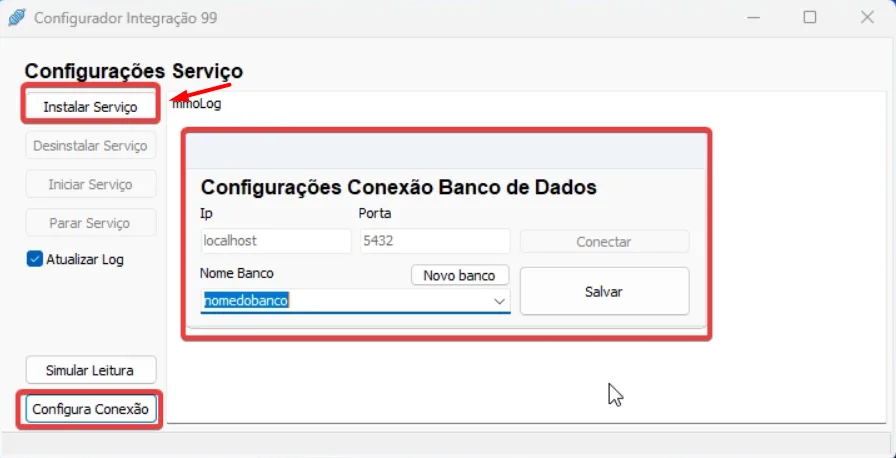 Configurador Integração 99
Configurações Serviço
Instalar Serviço
mmoLog
Desinstalar Serviço
Iniciar Serviço
Parar Serviço
Atualizar Log
Configurações Conexão Banco de Dados
Ip Porta
localhost 5432 Conectar
Nome Banco Novo banco
nomedobanco Salvar
Simular Leitura
Configura Conexão